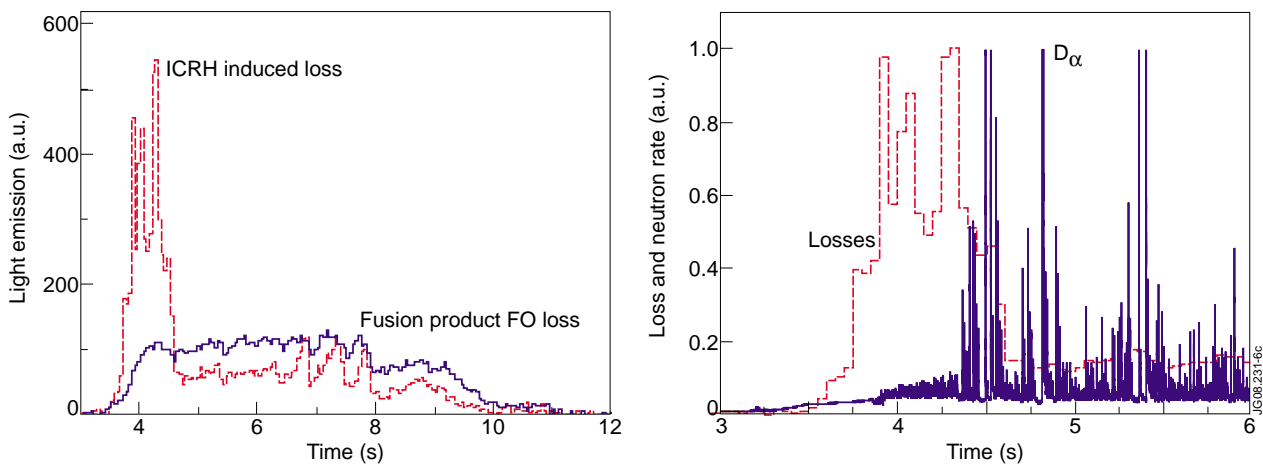 600
400
200
0
Light emission (a.u.)
ICRH induced loss
Fusion product FO loss
4
6
8
10
12
Time (s)
1.0
0.8
0.6
0.4
0.2
0
Loss and neutron rate (a.u.)
Dα
Losses
3
4
5
6
Time (s)
JG08.231-6c